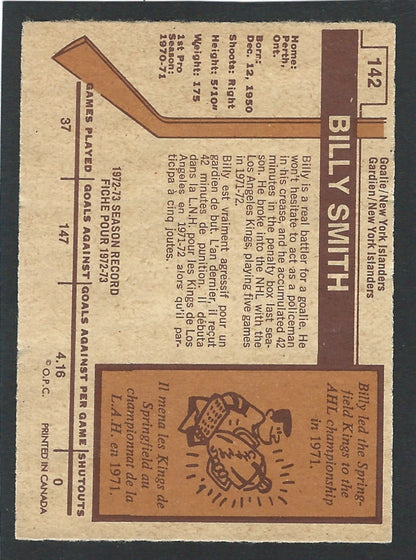 142
Goalie/New York Islanders
Gardien/New York Islanders
BILLY SMITH
Home:
Perth,
Ont.
Born:
Dec. 12, 1950
Shoots: Right
Height: 5'10"
Weight: 175
1st Pro
Season:
1970-71
Billy is a real battler for a goalie. He
won't hesitate to act as a policeman
in his crease, and he accumulated 42
minutes in the penalty box last sea-
son. He broke into the NHL with the
Los Angeles Kings, playing five games
in 1971-72.
Billy est vraiment agressif pour un
gardien de but. L'an dernier, il reçut
42 minutes de punition. Il débuta
dans la L.N.H. pour les Kings de Los
Angeles en 1971-72 alors qu'il par-
ticipa à cinq joutes.
Billy led the Spring-
field Kings to the
AHL championship
in 1971.
Il mena les Kings de
Springfield au
championnat de la
L.A.H. en 1971.
1972-73 SEASON RECORD
FICHE POUR 1972-73
GAMES PLAYED GOALS AGAINST GOALS AGAINST PER GAME SHUTOUTS
37 147 4.16 0
© O.P.C. PRINTED IN CANADA